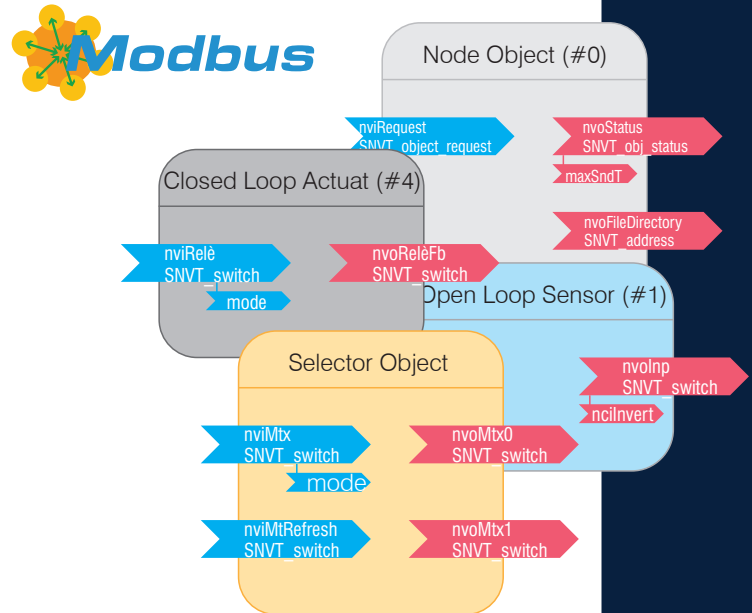 Modbus
Node Object (#0)
nviRequest
SNVT_object_request
nvoStatus
SNVT_obj_status
maxSndT
nvoFileDirectory
SNVT_address
Closed Loop Actuat (#4)
nviRelè
SNVT_switch
mode
nvoRelèFb
SNVT_switch
Open Loop Sensor (#1)
nvoInp
SNVT_switch
nciInvert
Selector Object
nviMtx
SNVT_switch
mode
nvoMtx0
SNVT_switch
nviMtRefresh
SNVT_switch
nvoMtx1
SNVT_switch